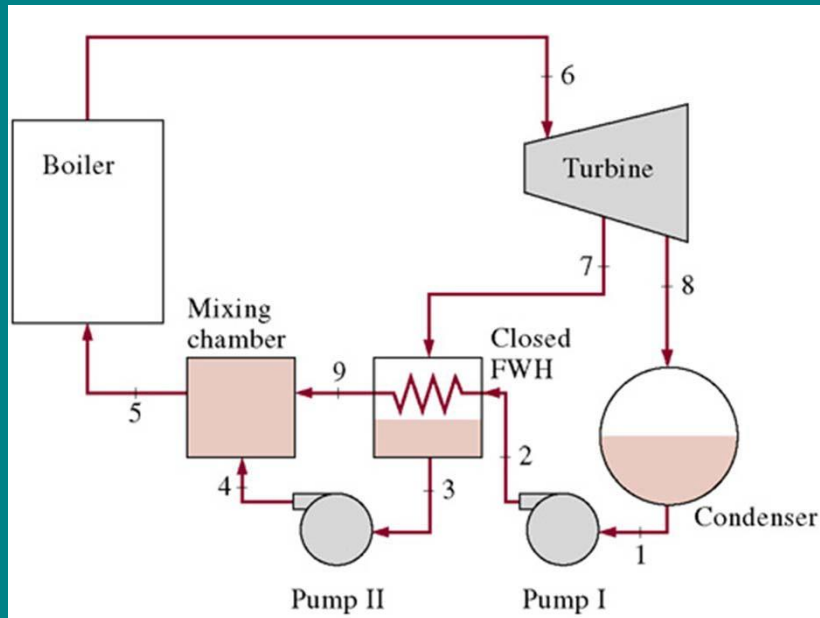 6
Boiler
Turbine
7
8
Mixing
chamber
Closed
FWH
9
5
2
4
3
Condenser
1
Pump II
Pump I